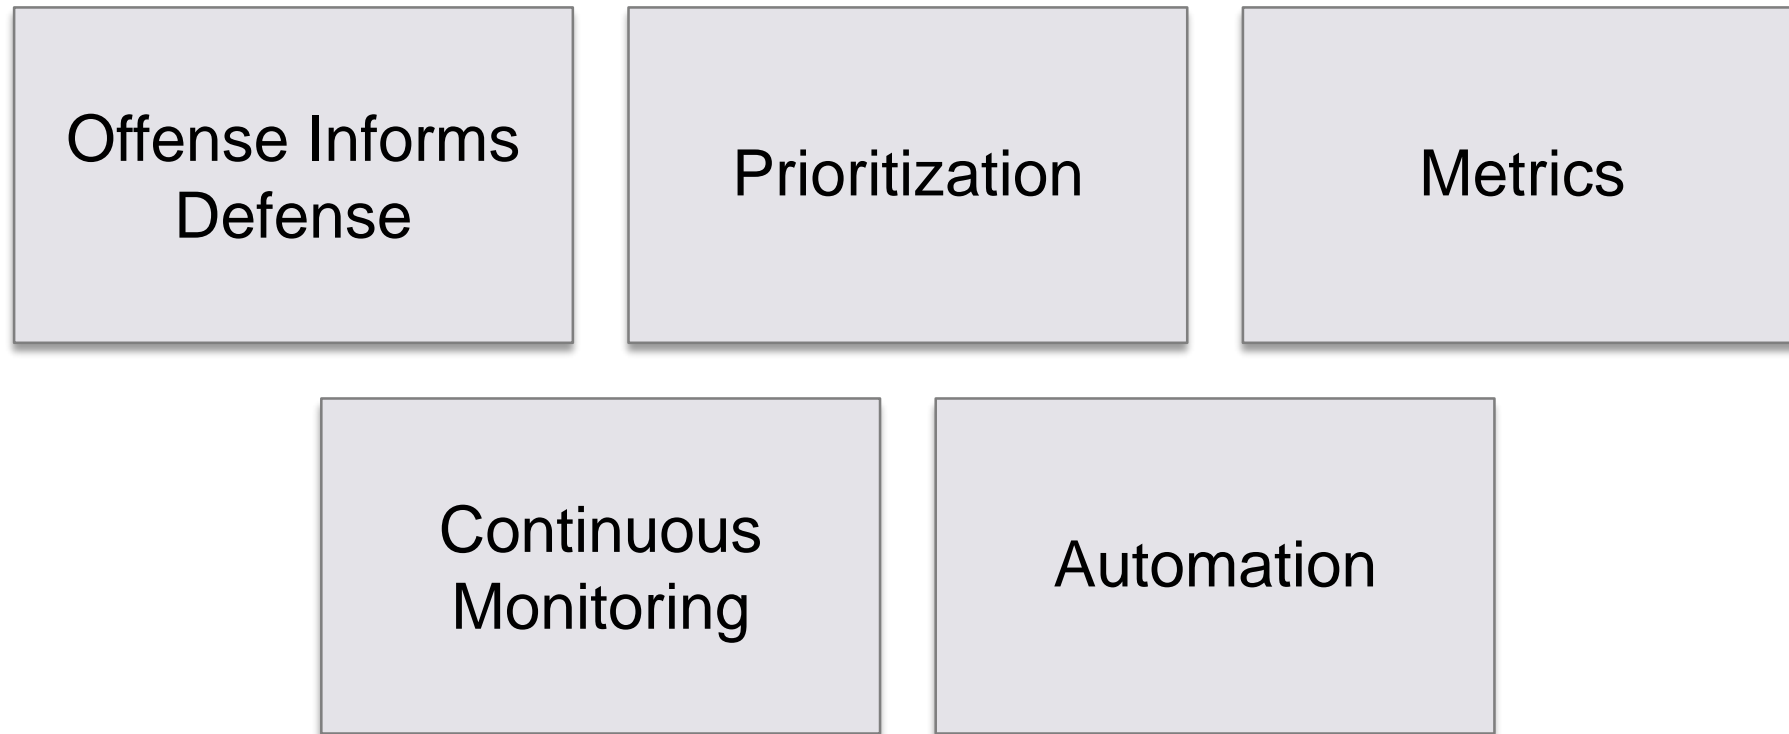 Offense Informs
Defense
Prioritization
Metrics
Continuous
Monitoring
Automation